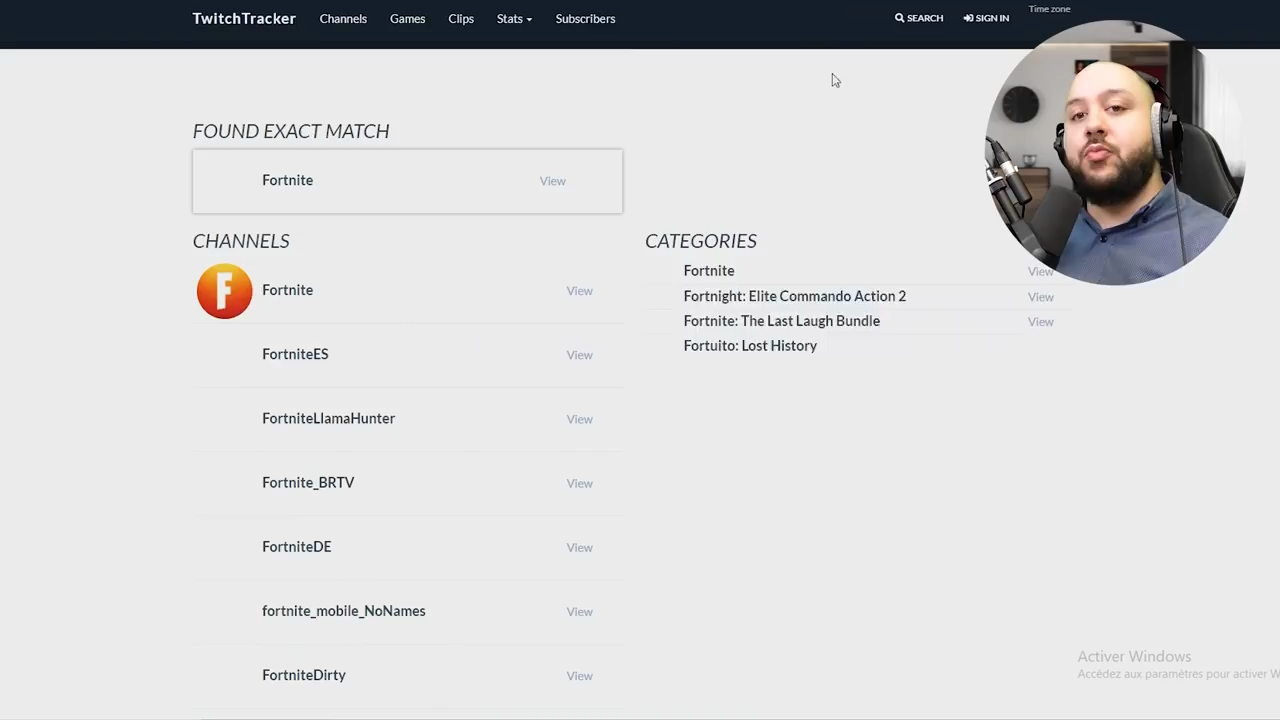 TwitchTracker Channels Games Clips Stats Subscribers SEARCH SIGN IN Time zone
FOUND EXACT MATCH
Fortnite View
CHANNELS
F
Fortnite View
FortniteES View
FortniteLlamaHunter View
Fortnite_BRTV View
FortniteDE View
fortnite_mobile_NoNames View
FortniteDirty View
CATEGORIES
Fortnite View
Fortnight: Elite Commando Action 2 View
Fortnite: The Last Laugh Bundle View
Fortuito: Lost History
Activer Windows
Accédez aux paramètres pour activer W